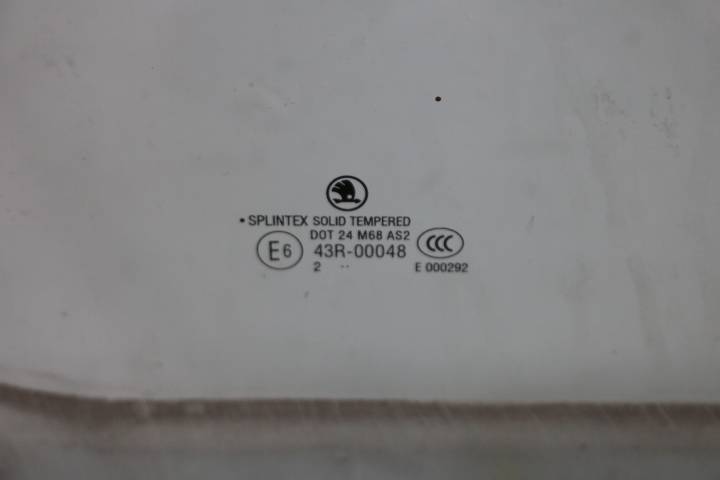 • SPLINTEX SOLID TEMPERED
DOT 24 M68 AS2
E6 43R-00048 CCC
2 .. E 000292